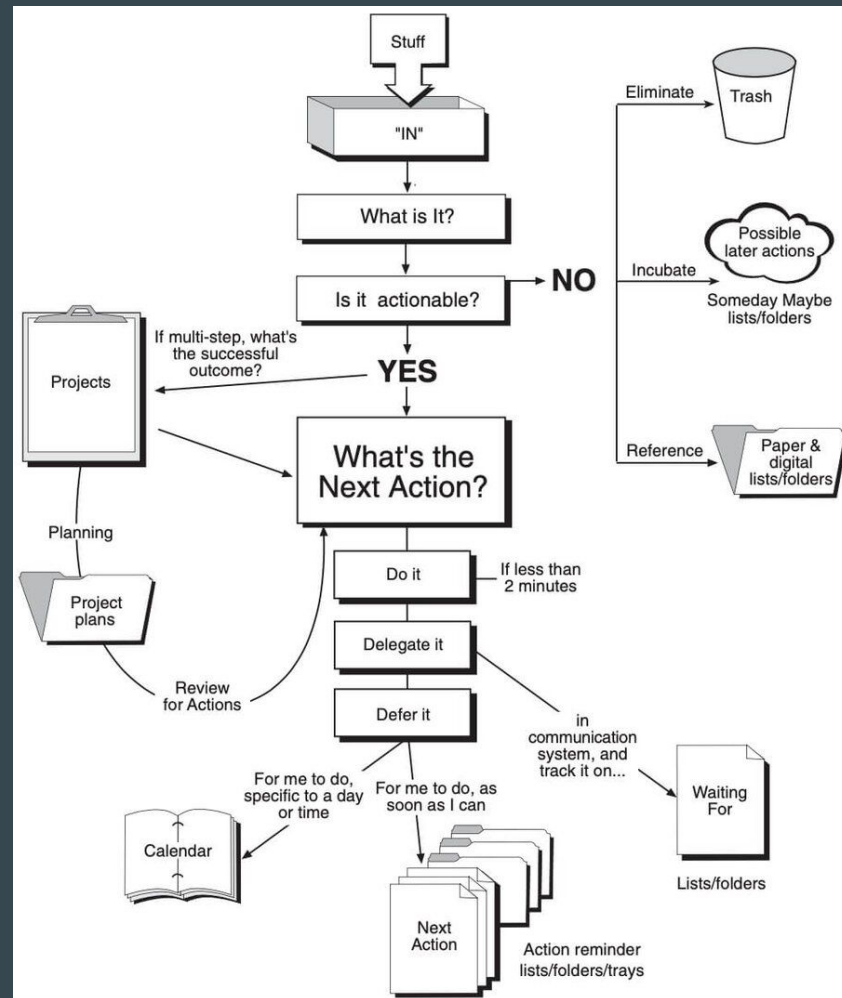 Stuff
"IN"
What is It?
Is it actionable?
NO
Eliminate
Trash
Incubate
Possible
later actions
Someday Maybe
lists/folders
Reference
Paper &
digital
lists/folders
YES
If multi-step, what's
the successful
outcome?
Projects
Planning
Project
plans
Review
for Actions
What's the
Next Action?
Do it
If less than
2 minutes
Delegate it
in
communication
system, and
track it on...
Waiting
For
Lists/folders
Defer it
For me to do,
specific to a day
or time
Calendar
For me to do, as
soon as I can
Next
Action
Action reminder
lists/folders/trays